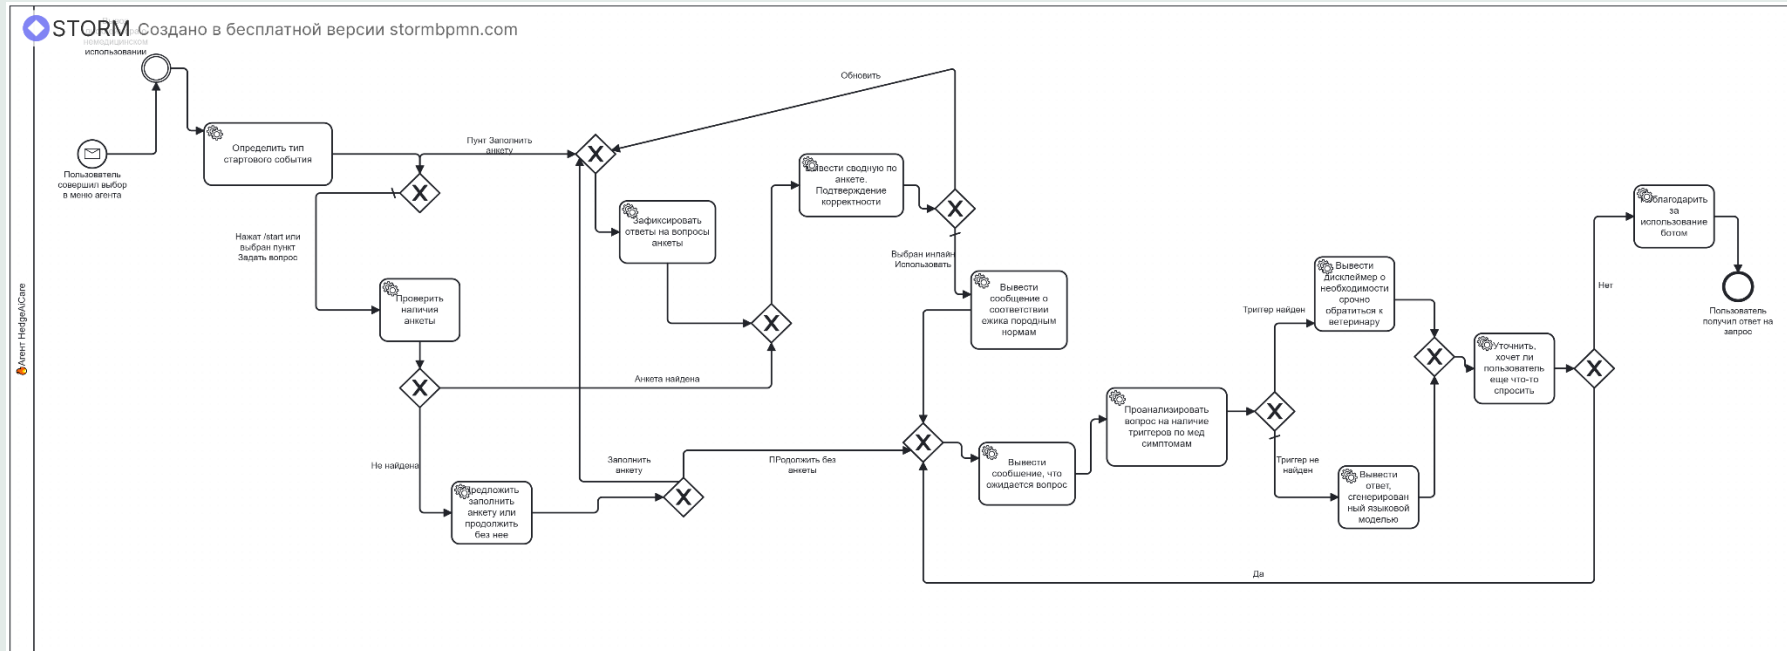 STORM Создано в бесплатной версии stormbpmn.com
немедицинском
использовании
Пользователь
совершил выбор
в меню агента
Определить тип
стартового события
Пунт Заполнить
анкету
Обновить
Нажат /start или
выбран пункт
Задать вопрос
Проверить
наличия
анкеты
Зафиксировать
ответы на вопросы
анкеты
Вывести сводную по
анкете.
Подтверждение
корректности
Выбран инлайн
Использовать
Вывести
сообщение о
соответствии
ежика породным
нормам
Анкета найдена
Не найдена
Предложить
заполнить
анкету или
продолжить
без нее
Заполнить
анкету
ПРодолжить без
анкеты
Вывести
сообшение, что
ожидается вопрос
Проанализировать
вопрос на наличие
триггеров по мед
симптомам
Триггер найден
Вывести
дисклеймер о
необходимости
срочно
обратиться к
ветеринару
Триггер не
найден
Вывести
ответ,
сгенерирован
ный языковой
моделью
Уточнить,
хочет ли
пользователь
еще что-то
спросить
Нет
Да
Поблагодарить
за
использование
ботом
Пользователь
получил ответ на
запрос
Агент HedgeAiCare